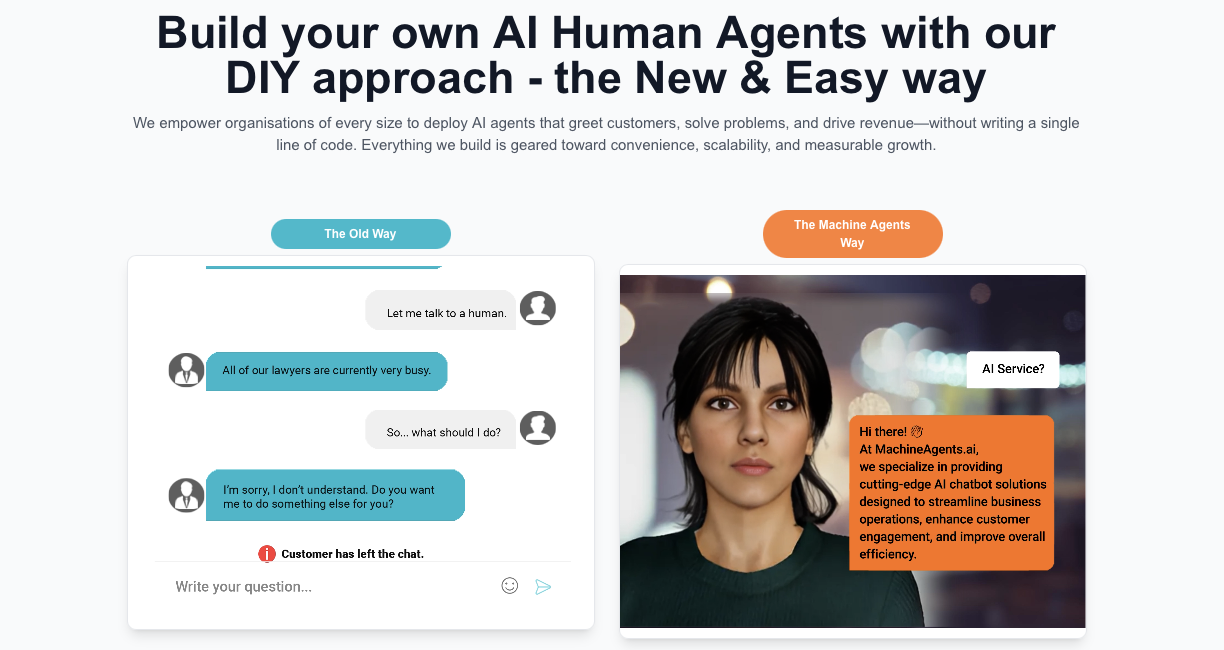 Build your own AI Human Agents with our
DIY approach - the New & Easy way
We empower organisations of every size to deploy AI agents that greet customers, solve problems, and drive revenue—without writing a single
line of code. Everything we build is geared toward convenience, scalability, and measurable growth.
The Old Way
Let me talk to a human.
All of our lawyers are currently very busy.
So... what should I do?
I'm sorry, I don't understand. Do you want
me to do something else for you?
Customer has left the chat.
Write your question...
The Machine Agents
Way
AI Service?
Hi there! 👋
At MachineAgents.ai,
we specialize in providing
cutting-edge AI chatbot solutions
designed to streamline business
operations, enhance customer
engagement, and improve overall
efficiency.